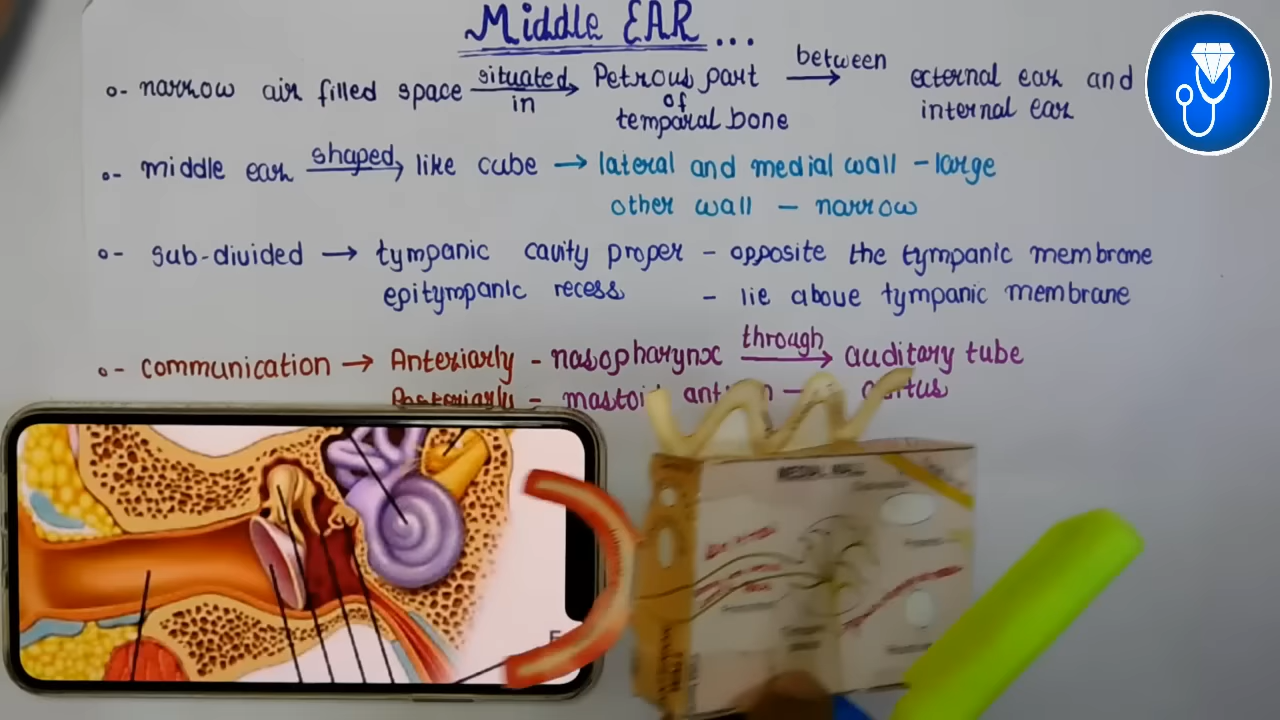 Middle EAR...
o- narrow air filled space situated in Petrous part of temporal bone between external ear and internal ear
o- middle ear shaped like cube → lateral and medial wall - large
other wall - narrow
o- sub-divided → tympanic cavity proper - opposite the tympanic membrane
epitympanic recess - lie above tympanic membrane
o- communication → Anteriarly - nasopharynx through auditory tube
Posteriarly -
MEDIAL WALL